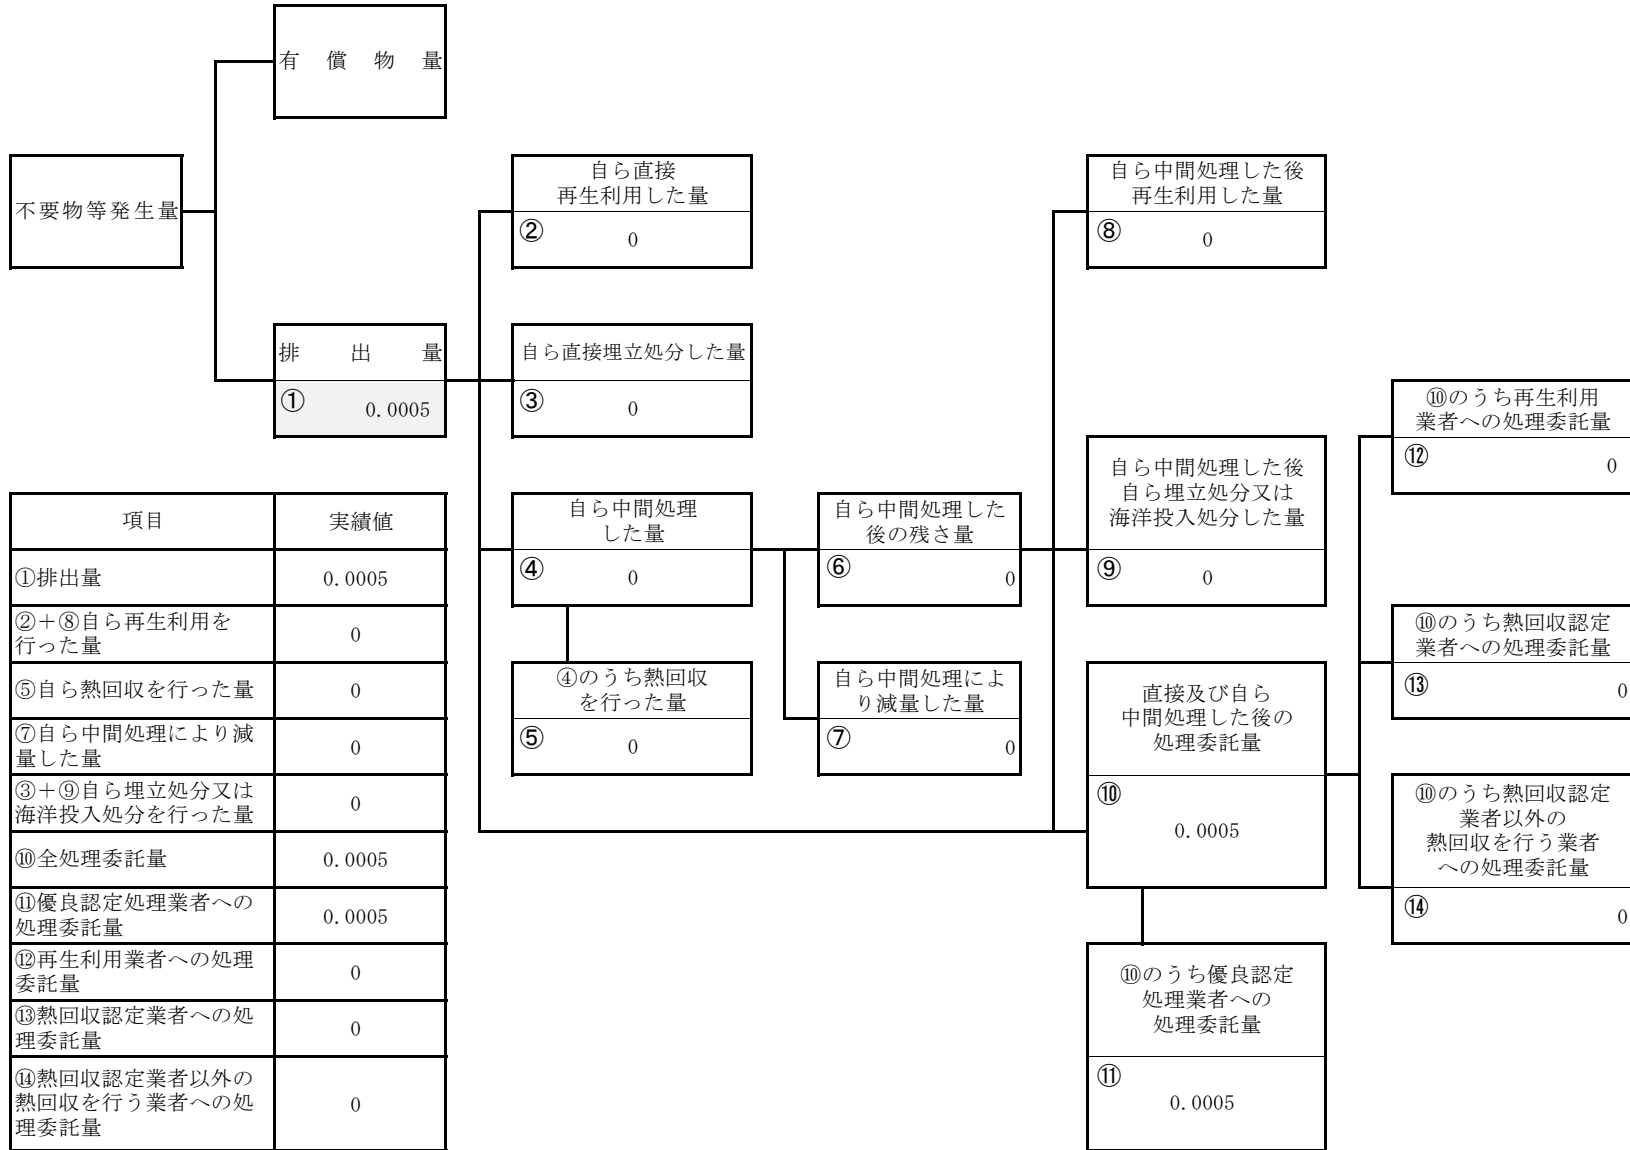 有償物量
不要物等発生量
自ら直接
再生利用した量
② 0
自ら中間処理した後
再生利用した量
⑧ 0
排出量
① 0.0005
自ら直接埋立処分した量
③ 0
⑩のうち再生利用
業者への処理委託量
⑫ 0
自ら中間処理した後
自ら埋立処分又は
海洋投入処分した量
⑨ 0
自ら中間処理
した量
④ 0
自ら中間処理した
後の残さ量
⑥ 0
⑩のうち熱回収認定
業者への処理委託量
⑬ 0
④のうち熱回収
を行った量
⑤ 0
自ら中間処理によ
り減量した量
⑦ 0
直接及び自ら
中間処理した後の
処理委託量
⑩
0.0005
⑩のうち熱回収認定
業者以外の
熱回収を行う業者
への処理委託量
⑭ 0
⑩のうち優良認定
処理業者への
処理委託量
⑪
0.0005
項目 実績値
①排出量 0.0005
②＋⑧自ら再生利用を
行った量 0
⑤自ら熱回収を行った量 0
⑦自ら中間処理により減
量した量 0
③＋⑨自ら埋立処分又は
海洋投入処分を行った量 0
⑩全処理委託量 0.0005
⑪優良認定処理業者への
処理委託量 0.0005
⑫再生利用業者への処理
委託量 0
⑬熱回収認定業者への処
理委託量 0
⑭熱回収認定業者以外の
熱回収を行う業者への処
理委託量 0